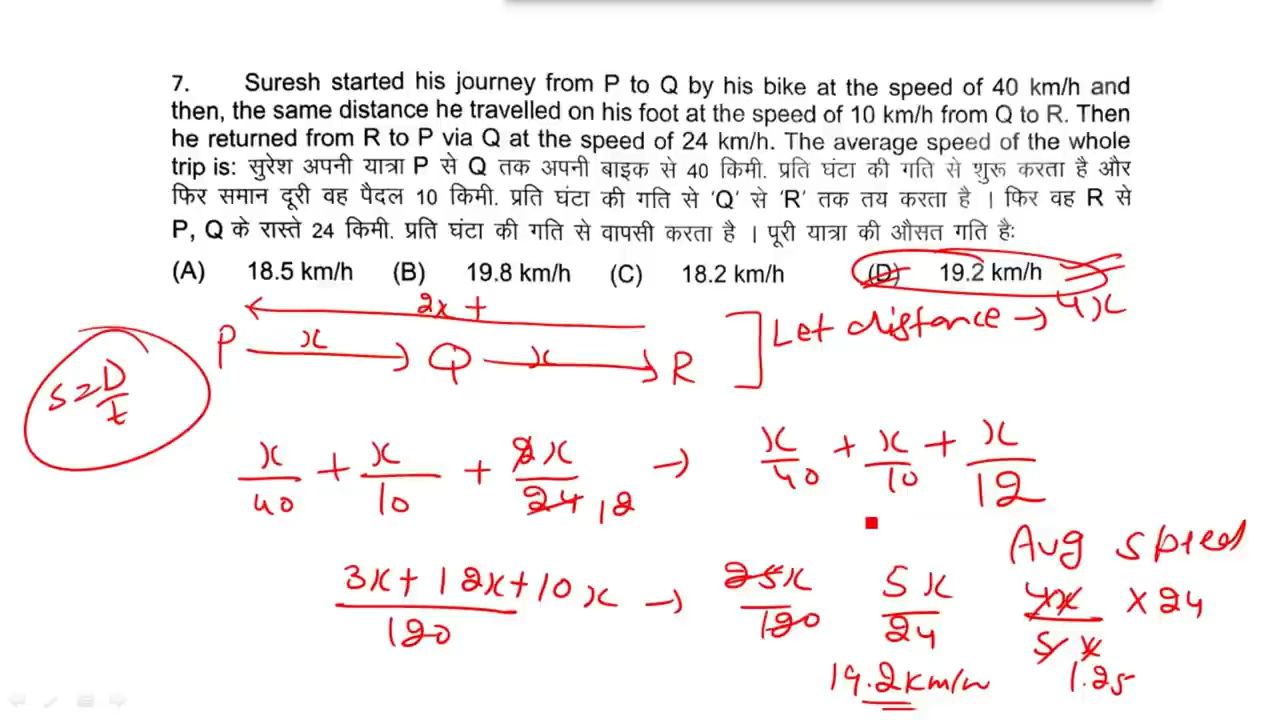 7. Suresh started his journey from P to Q by his bike at the speed of 40 km/h and
then, the same distance he travelled on his foot at the speed of 10 km/h from Q to R. Then
he returned from R to P via Q at the speed of 24 km/h. The average speed of the whole
trip is: सुरेश अपनी यात्रा P से Q तक अपनी बाइक से 40 किमी. प्रति घंटा की गति से शुरू करता है और
फिर समान दूरी वह पैदल 10 किमी. प्रति घंटा की गति से 'Q' से 'R' तक तय करता है । फिर वह R से
P, Q के रास्ते 24 किमी. प्रति घंटा की गति से वापसी करता है । पूरी यात्रा की औसत गति है:
(A) 18.5 km/h (B) 19.8 km/h (C) 18.2 km/h (D) 19.2 km/h
2x +
P x Q x R ] Let distance → 4x
S = D/t
x/40 + x/10 + 2x/24 12 → x/40 + x/10 + x/12
Avg speed
3x + 12x + 10x/120 → 25x/120 5x/24 4x/5x × 24
19.2 km/h 1.25